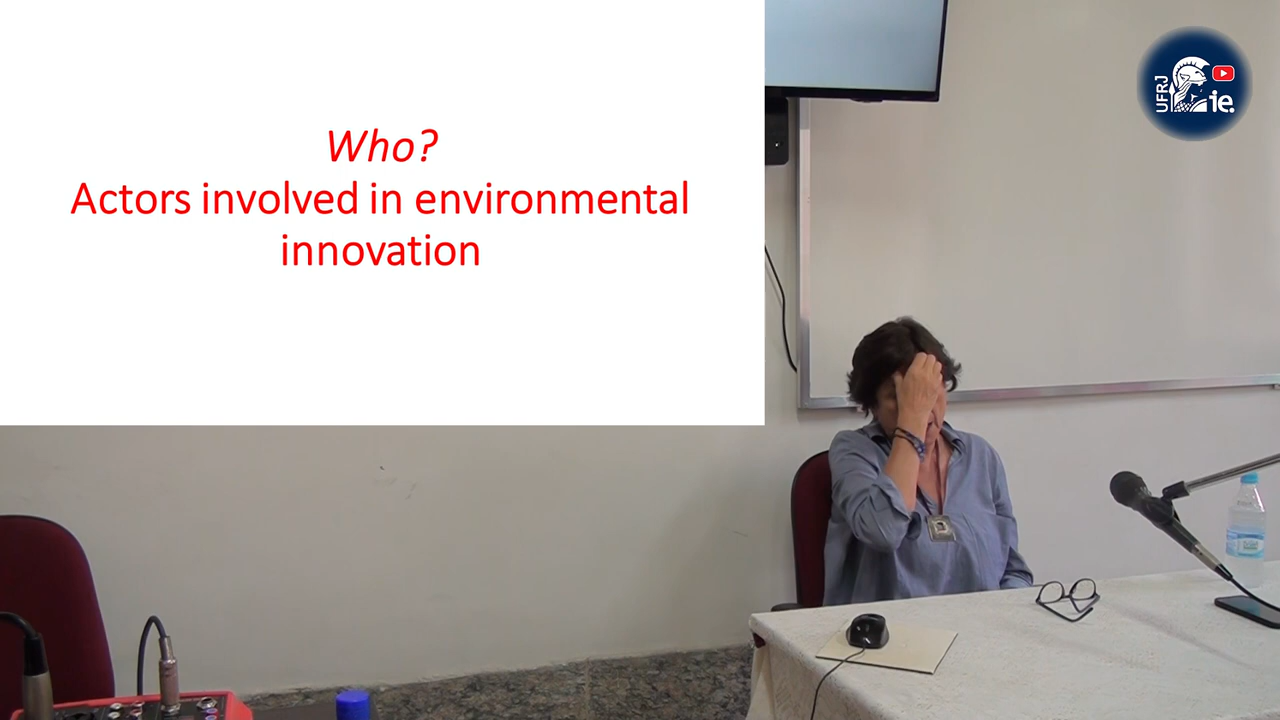 Who?
Actors involved in environmental
innovation
UFRJ
ie.